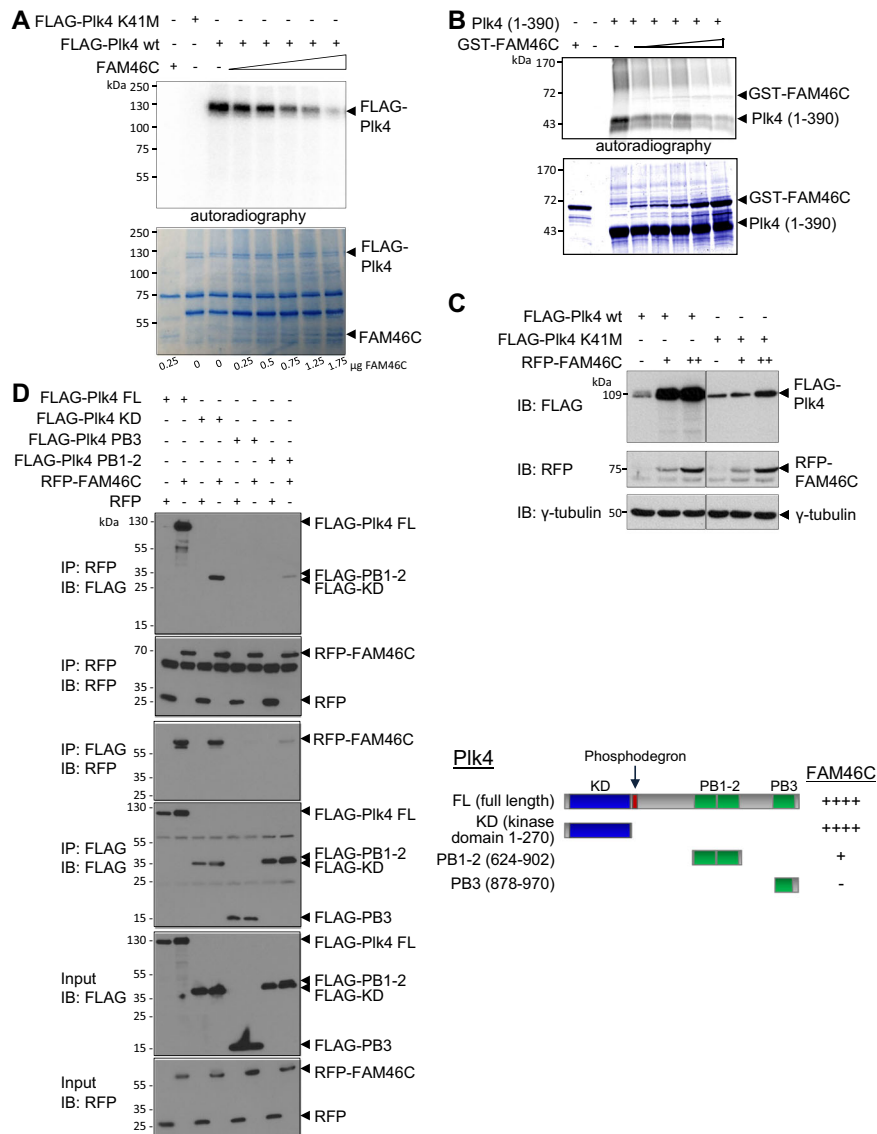 A
FLAG-Plk4 K41M - + - - - - - -
FLAG-Plk4 wt - - + + + + + +
FAM46C + - -
kDa
250
130
100
75
55
FLAG-
Plk4
autoradiography
250
130
100
75
55
FLAG-
Plk4
FAM46C
0.25 0 0 0.25 0.5 0.75 1.25 1.75 µg FAM46C
B
Plk4 (1-390) - - + + + + + +
GST-FAM46C + - -
kDa
170
72
43
GST-FAM46C
Plk4 (1-390)
autoradiography
170
72
43
GST-FAM46C
Plk4 (1-390)
C
FLAG-Plk4 wt + + + - - -
FLAG-Plk4 K41M - - - + + +
RFP-FAM46C - + ++ - + ++
kDa
IB: FLAG
109
FLAG-
Plk4
IB: RFP
75
RFP-
FAM46C
IB: γ-tubulin
50
γ-tubulin
D
FLAG-Plk4 FL + + - - - - - -
FLAG-Plk4 KD - - + + - - - -
FLAG-Plk4 PB3 - - - - + + - -
FLAG-Plk4 PB1-2 - - - - - - + +
RFP-FAM46C - + - + - + - +
RFP + - + - + - + -
kDa
IP: RFP
IB: FLAG
130
55
35
25
15
FLAG-Plk4 FL
FLAG-PB1-2
FLAG-KD
IP: RFP
IB: RFP
70
35
25
RFP-FAM46C
RFP
IP: FLAG
IB: RFP
55
35
25
RFP-FAM46C
IP: FLAG
IB: FLAG
130
55
35
25
15
FLAG-Plk4 FL
FLAG-PB1-2
FLAG-KD
FLAG-PB3
Input
IB: FLAG
130
55
35
25
15
FLAG-Plk4 FL
FLAG-PB1-2
FLAG-KD
FLAG-PB3
Input
IB: RFP
55
35
25
RFP-FAM46C
RFP
Plk4
Phosphodegron
FAM46C
KD PB1-2 PB3
FL (full length) ++++
KD (kinase
domain 1-270) ++++
PB1-2 (624-902) +
PB3 (878-970) -